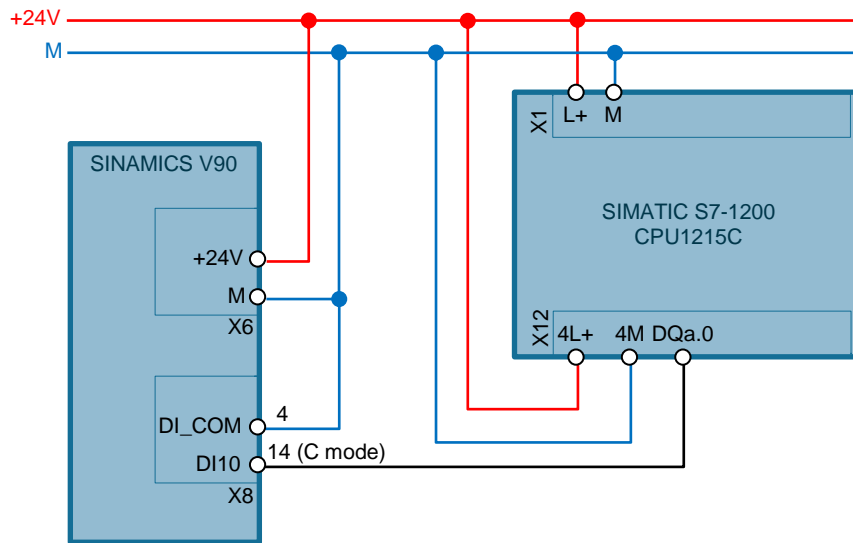 +24V
M
X1
L+ M
SINAMICS V90
SIMATIC S7-1200
CPU1215C
+24V
M
X6
X12
4L+ 4M DQa.0
4
DI_COM
14 (C mode)
DI10
X8